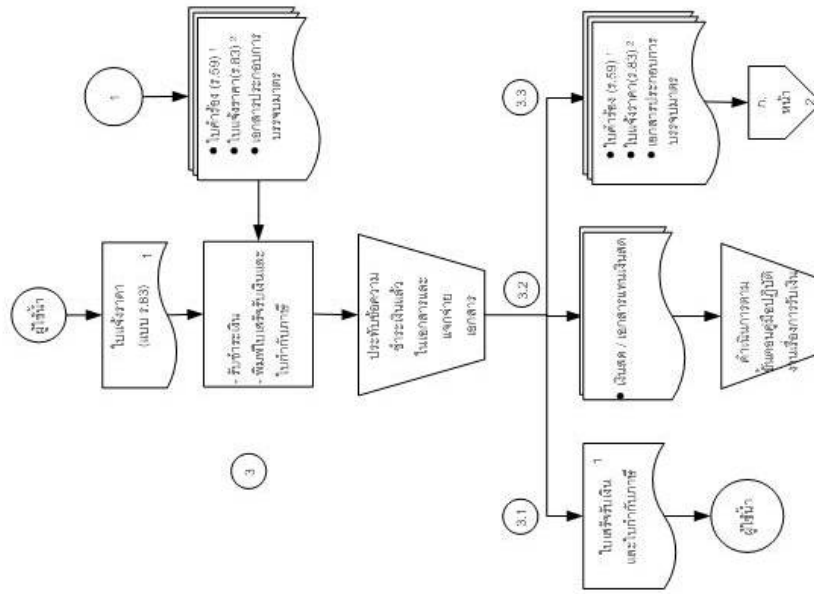 ผู้ใช้น้ำ
1
ใบแจ้งราคา
(แบบ ร.83)
1
● ใบคำร้อง (ร.59) 1
● ใบแจ้งราคา(ร.83) 2
● เอกสารประกอบการ
บรรจบมาตร
3
- รับชำระเงิน
- พิมพ์ใบเสร็จรับเงินและ
ใบกำกับภาษี
ประทับข้อความ
ชำระเงินแล้ว
ในเอกสารและ
แจกจ่าย
เอกสาร
3.1
3.2
3.3
1
ใบเสร็จรับเงิน
และใบกำกับภาษี
● เงินสด / เอกสารแทนเงินสด
● ใบคำร้อง (ร.59) 1
● ใบแจ้งราคา(ร.83) 2
● เอกสารประกอบการ
บรรจบมาตร
ผู้ใช้น้ำ
ดำเนินการตาม
ขั้นตอนคู่มือปฏิบัติ
งานเรื่องการรับเงิน
ก.
หน้า
2